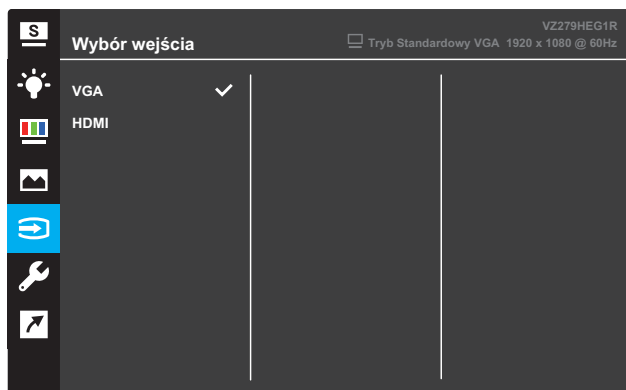 S
VZ279HEG1R
Wybór wejścia
Tryb Standardowy VGA 1920 x 1080 @ 60Hz
VGA
HDMI